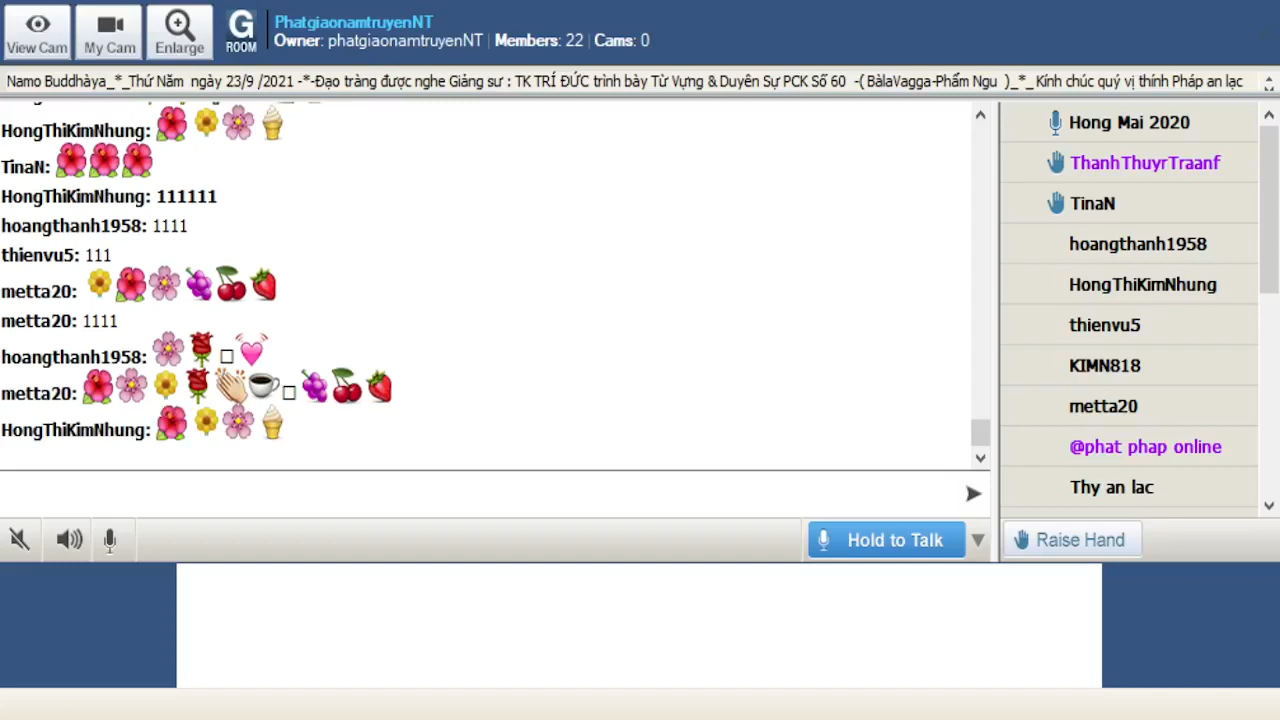 PhatgiaonamtruyenNT
Owner: phatgiaonamtruyenNT | Members: 22 | Cams: 0
View Cam
My Cam
Enlarge
G
ROOM
Namo Buddhàya_*_Thứ Năm ngày 23/9 /2021 -*-Đạo tràng được nghe Giảng sư : TK TRÍ ĐỨC trình bày Từ Vựng & Duyên Sự PCK Số 60 -( BàlaVagga-Phẩm Ngu )_*_ Kính chúc quý vị thính Pháp an lạc
HongThiKimNhung:
TinaN:
HongThiKimNhung: 111111
hoangthanh1958: 1111
thienvu5: 111
metta20:
metta20: 1111
hoangthanh1958:
metta20:
HongThiKimNhung:
Hong Mai 2020
ThanhThuyrTraanf
TinaN
hoangthanh1958
HongThiKimNhung
thienvu5
KIMN818
metta20
@phat phap online
Thy an lac
Hold to Talk
Raise Hand